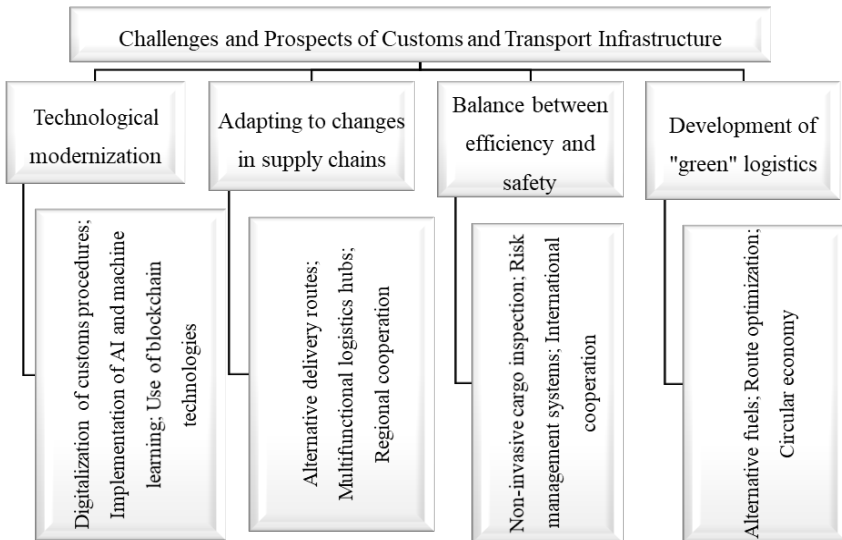 Challenges and Prospects of Customs and Transport Infrastructure
Technological
modernization
Adapting to changes
in supply chains
Balance between
efficiency and
safety
Development of
"green" logistics
Digitalization of customs procedures;
Implementation of AI and machine
learning; Use of blockchain
technologies
Alternative delivery routes;
Multifunctional logistics hubs;
Regional cooperation
Non-invasive cargo inspection; Risk
management systems; International
cooperation
Alternative fuels; Route optimization;
Circular economy